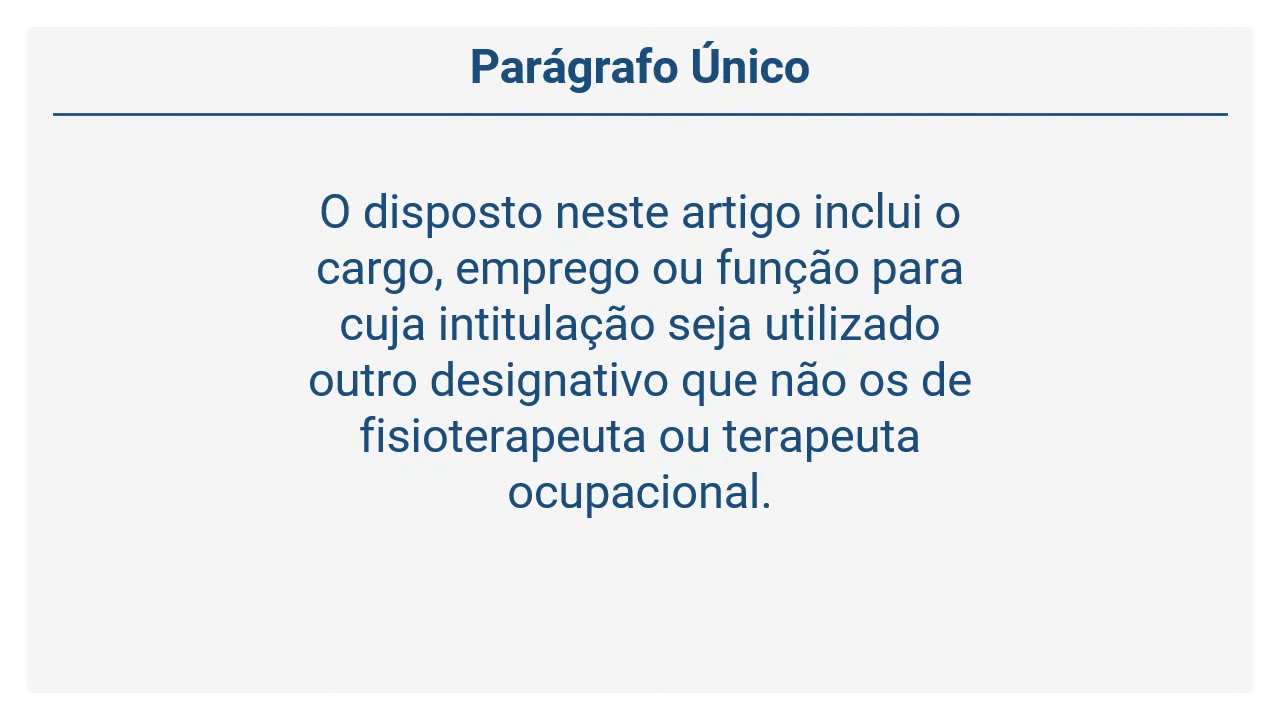 Parágrafo Único
O disposto neste artigo inclui o
cargo, emprego ou função para
cuja intitulação seja utilizado
outro designativo que não os de
fisioterapeuta ou terapeuta
ocupacional.